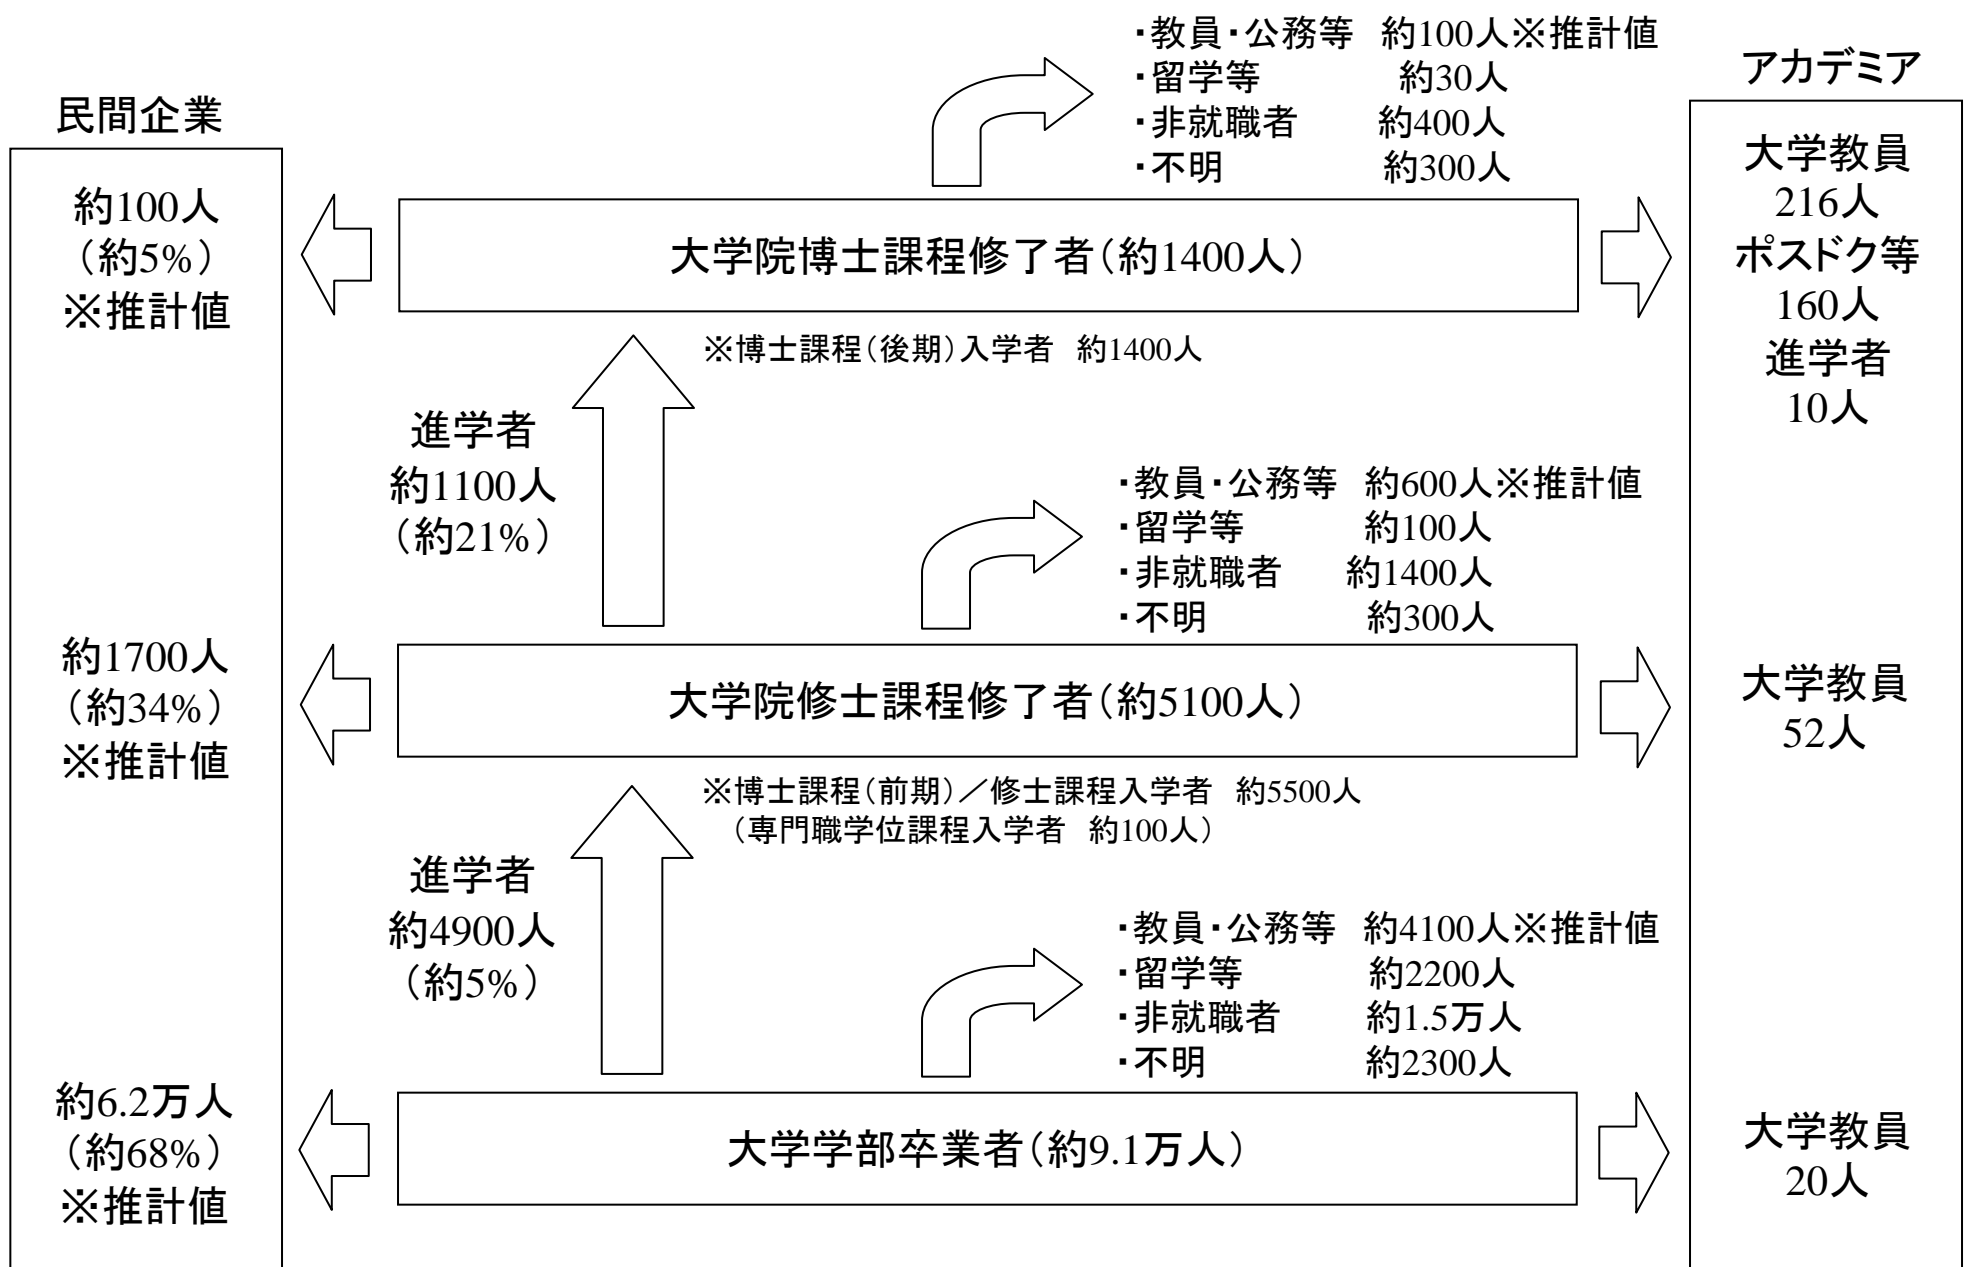 ・教員・公務等 約100人※推計値
・留学等 約30人
・非就職者 約400人
・不明 約300人
アカデミア
民間企業
大学教員
216人
ポスドク等
160人
進学者
10人
約100人
（約5%）
※推計値
大学院博士課程修了者（約1400人）
※博士課程（後期）入学者 約1400人
進学者
約1100人
（約21%）
・教員・公務等 約600人※推計値
・留学等 約100人
・非就職者 約1400人
・不明 約300人
約1700人
（約34%）
※推計値
大学院修士課程修了者（約5100人）
大学教員
52人
※博士課程（前期）／修士課程入学者 約5500人
（専門職学位課程入学者 約100人）
進学者
約4900人
（約5%）
・教員・公務等 約4100人※推計値
・留学等 約2200人
・非就職者 約1.5万人
・不明 約2300人
約6.2万人
（約68%）
※推計値
大学学部卒業者（約9.1万人）
大学教員
20人